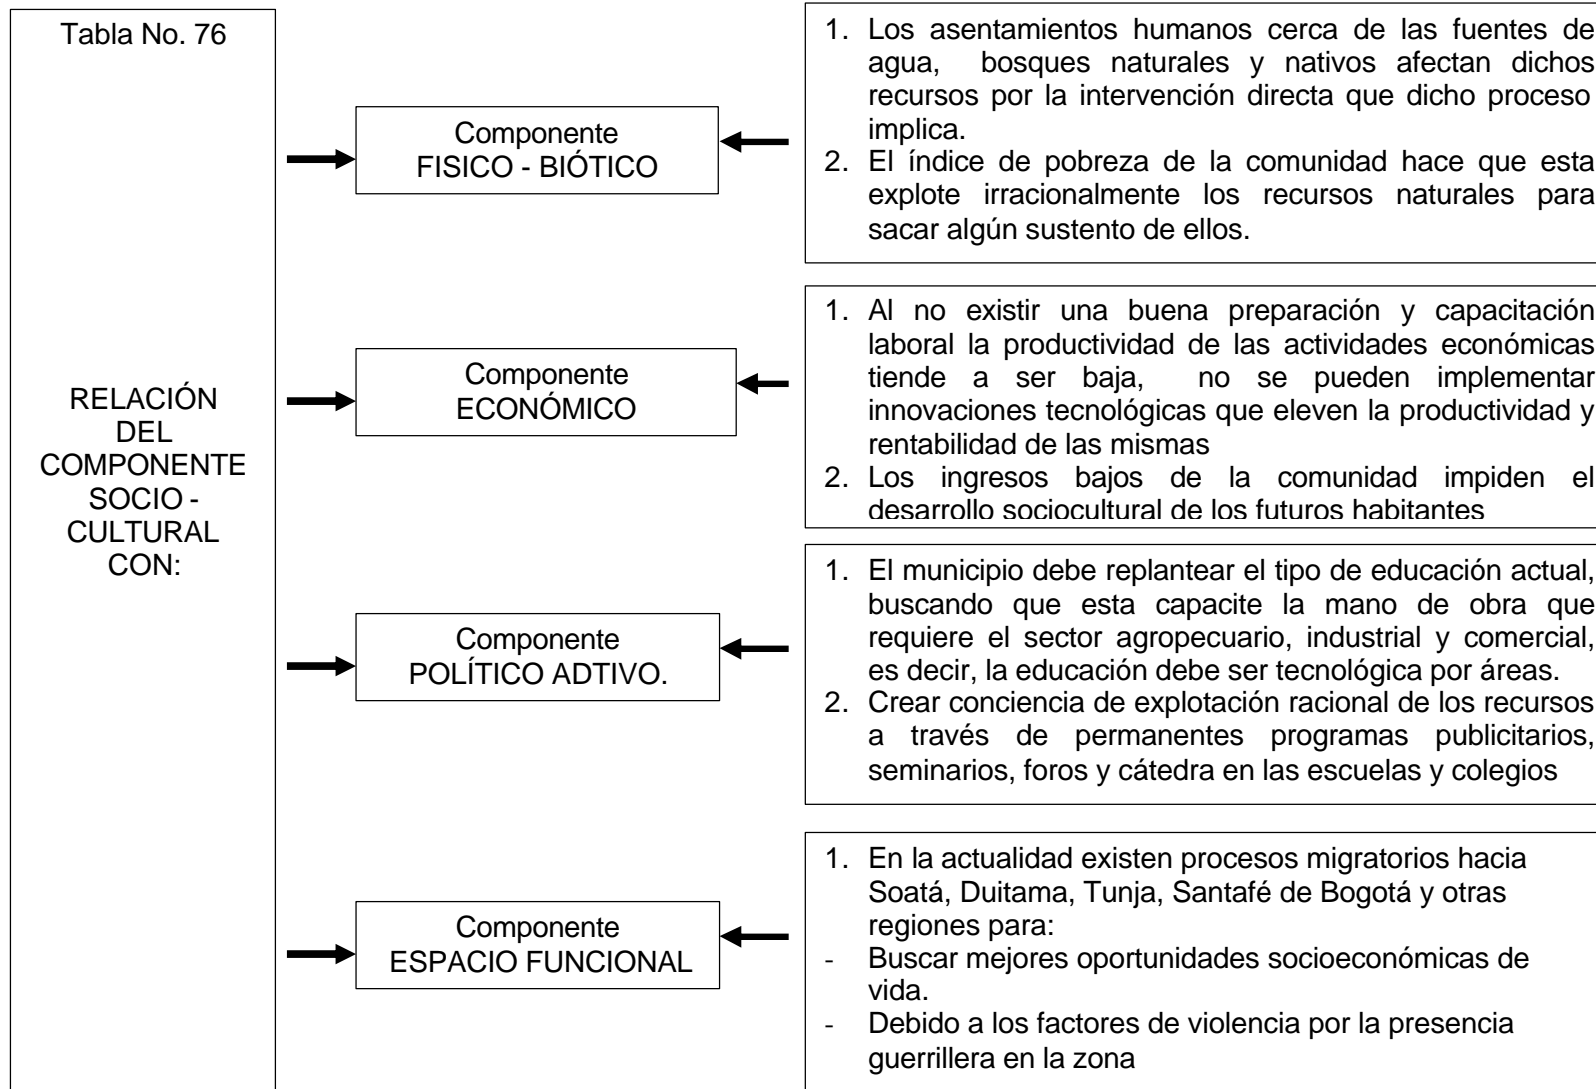 Tabla No. 76
RELACIÓN
DEL
COMPONENTE
SOCIO -
CULTURAL
CON:
Componente
FISICO - BIÓTICO
1. Los asentamientos humanos cerca de las fuentes de
agua, bosques naturales y nativos afectan dichos
recursos por la intervención directa que dicho proceso
implica.
2. El índice de pobreza de la comunidad hace que esta
explote irracionalmente los recursos naturales para
sacar algún sustento de ellos.
Componente
ECONÓMICO
1. Al no existir una buena preparación y capacitación
laboral la productividad de las actividades económicas
tiende a ser baja, no se pueden implementar
innovaciones tecnológicas que eleven la productividad y
rentabilidad de las mismas
2. Los ingresos bajos de la comunidad impiden el
desarrollo sociocultural de los futuros habitantes
Componente
POLÍTICO ADTIVO.
1. El municipio debe replantear el tipo de educación actual,
buscando que esta capacite la mano de obra que
requiere el sector agropecuario, industrial y comercial,
es decir, la educación debe ser tecnológica por áreas.
2. Crear conciencia de explotación racional de los recursos
a través de permanentes programas publicitarios,
seminarios, foros y cátedra en las escuelas y colegios
Componente
ESPACIO FUNCIONAL
1. En la actualidad existen procesos migratorios hacia
Soatá, Duitama, Tunja, Santafé de Bogotá y otras
regiones para:
- Buscar mejores oportunidades socioeconómicas de
vida.
- Debido a los factores de violencia por la presencia
guerrillera en la zona